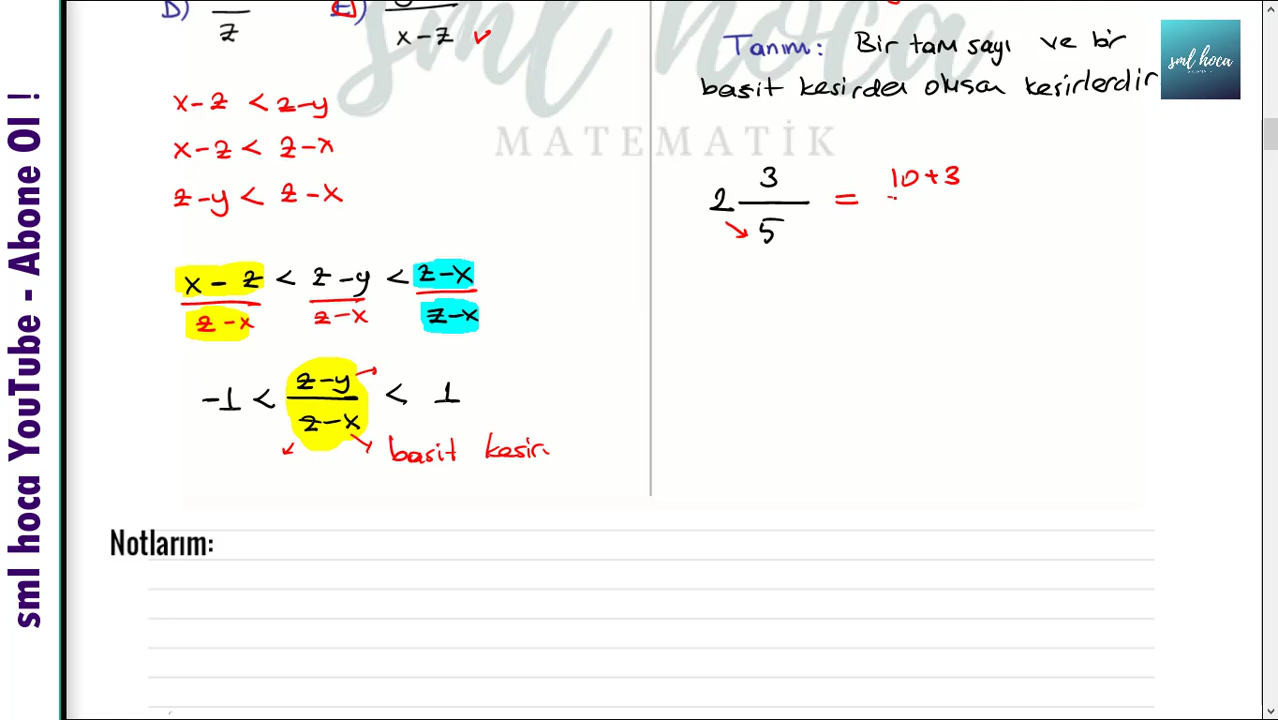 sml hoca YouTube - Abone Ol !
D)
z
E)
x-z
x-z < z-y
x-z < z-x
z-y < z-x
x - z < z-y < z-x
z-x z-x z-x
-1 < z-y < 1
z-x
basit kesir
MATEMATİK
Tanım: Bir tam sayı ve bir
basit kesirden oluşan kesirlerdir
sml hoca
2 3 = 10+3
5
Notlarım: